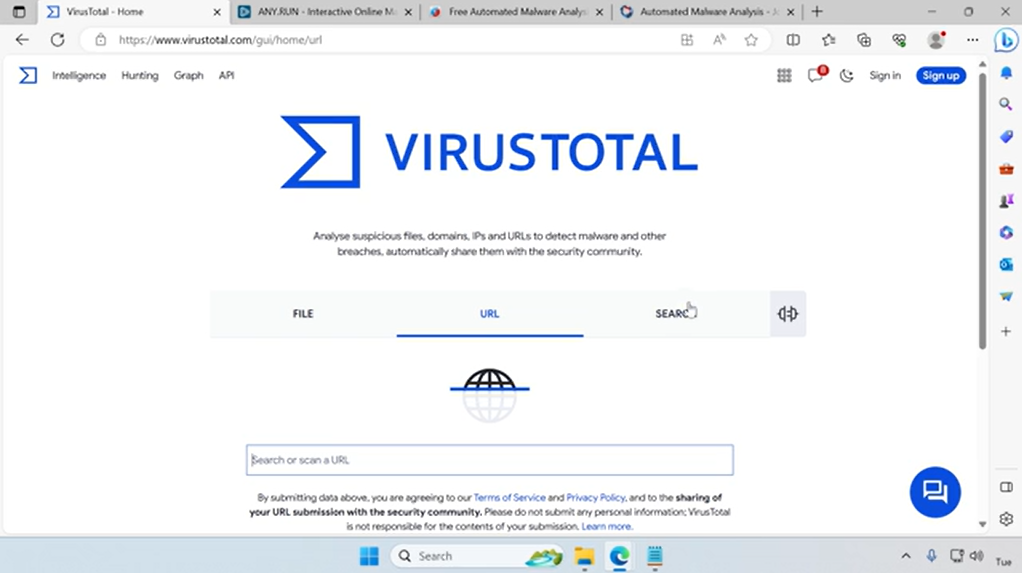 VirusTotal - Home
ANY.RUN - Interactive Online M
Free Automated Malware Analys
Automated Malware Analysis - Jo
https://www.virustotal.com/gui/home/url
Intelligence Hunting Graph API
8
Sign in
Sign up
VIRUSTOTAL
Analyse suspicious files, domains, IPs and URLs to detect malware and other
breaches, automatically share them with the security community.
FILE URL SEARCH
Search or scan a URL
By submitting data above, you are agreeing to our Terms of Service and Privacy Policy, and to the sharing of
your URL submission with the security community. Please do not submit any personal information; VirusTotal
is not responsible for the contents of your submission. Learn more.
Search
Tue